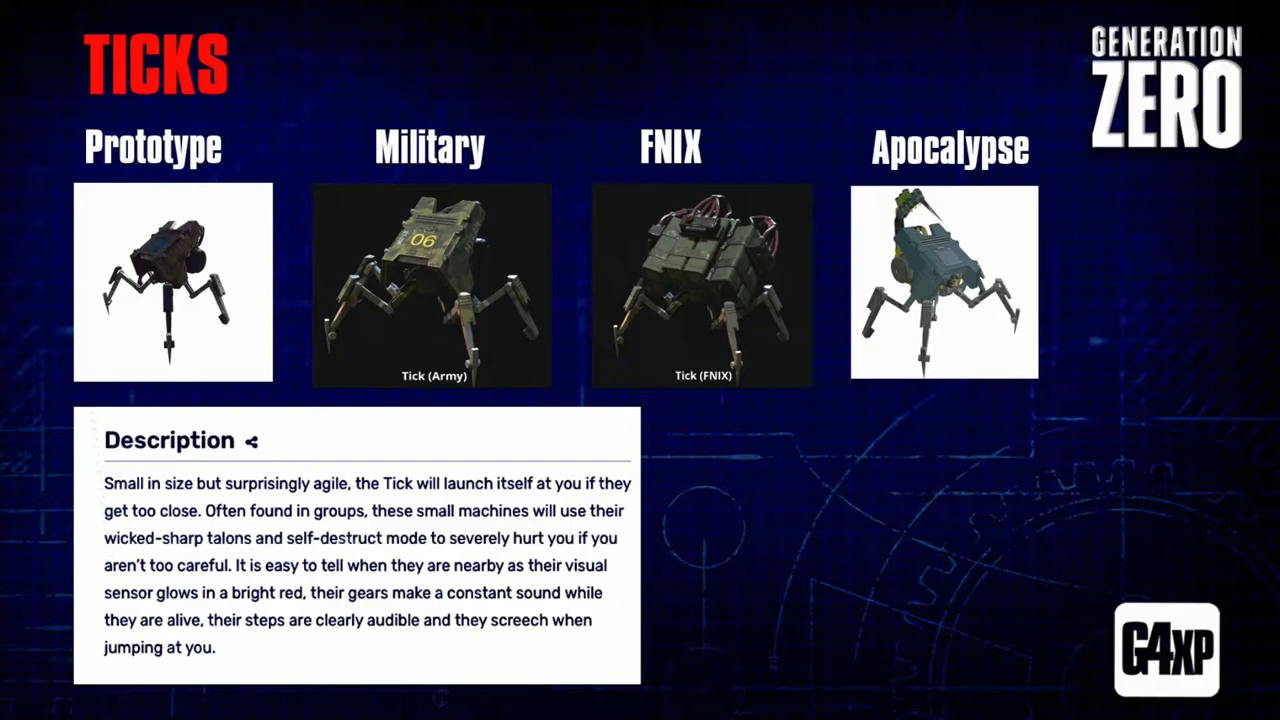 TICKS
GENERATION
ZERO
Prototype
Military
FNIX
Apocalypse
06
Tick (Army)
Tick (FNIX)
Description
Small in size but surprisingly agile, the Tick will launch itself at you if they
get too close. Often found in groups, these small machines will use their
wicked-sharp talons and self-destruct mode to severely hurt you if you
aren't too careful. It is easy to tell when they are nearby as their visual
sensor glows in a bright red, their gears make a constant sound while
they are alive, their steps are clearly audible and they screech when
jumping at you.
G4XP